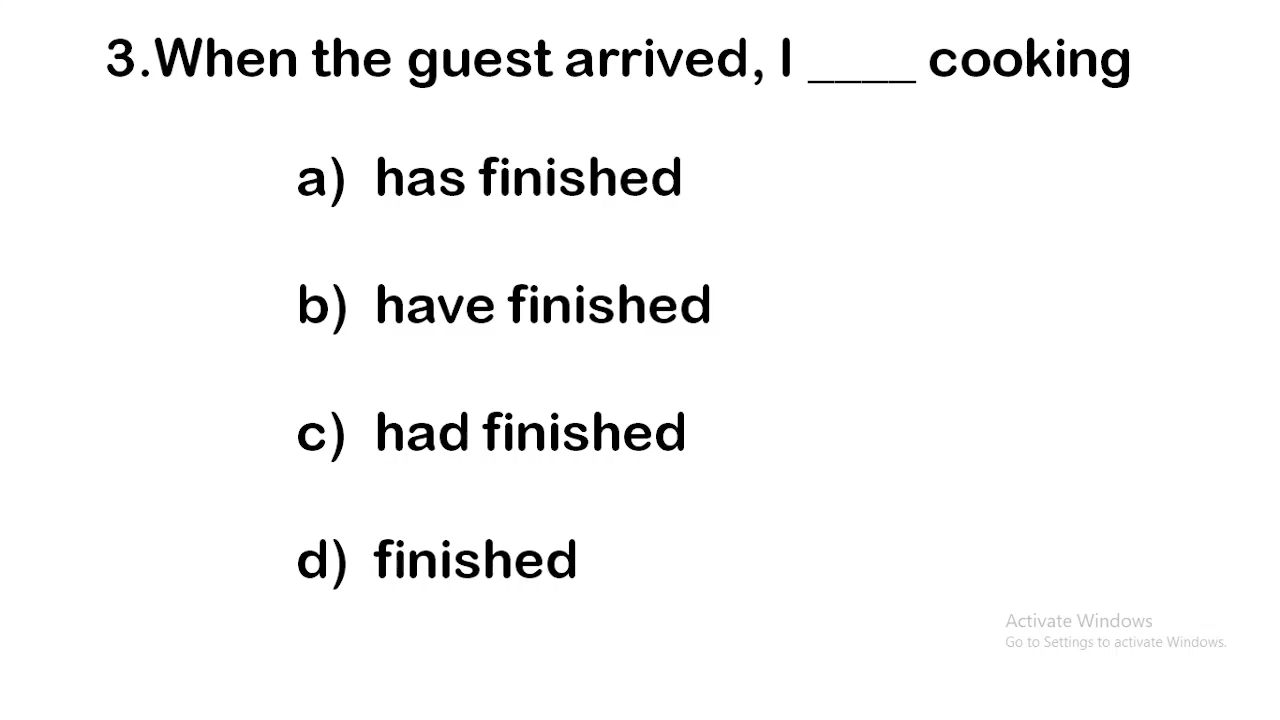 3.When the guest arrived, I ____ cooking
a) has finished
b) have finished
c) had finished
d) finished
Activate Windows
Go to Settings to activate Windows.